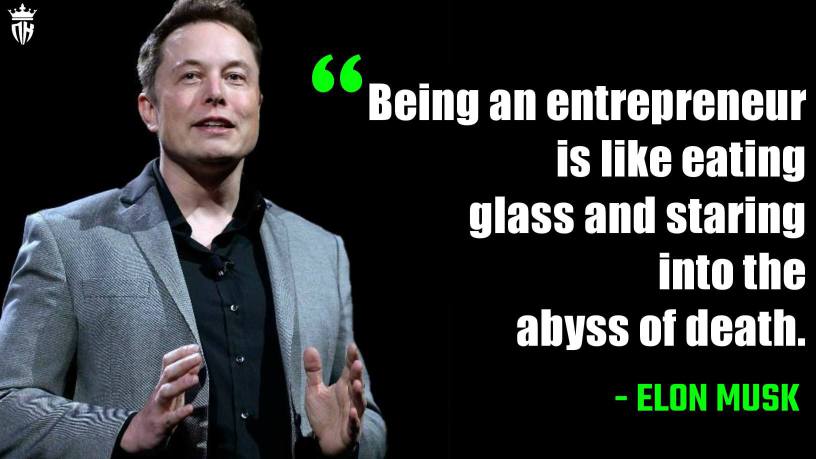 “Being an entrepreneur
is like eating
glass and staring
into the
abyss of death.
- ELON MUSK